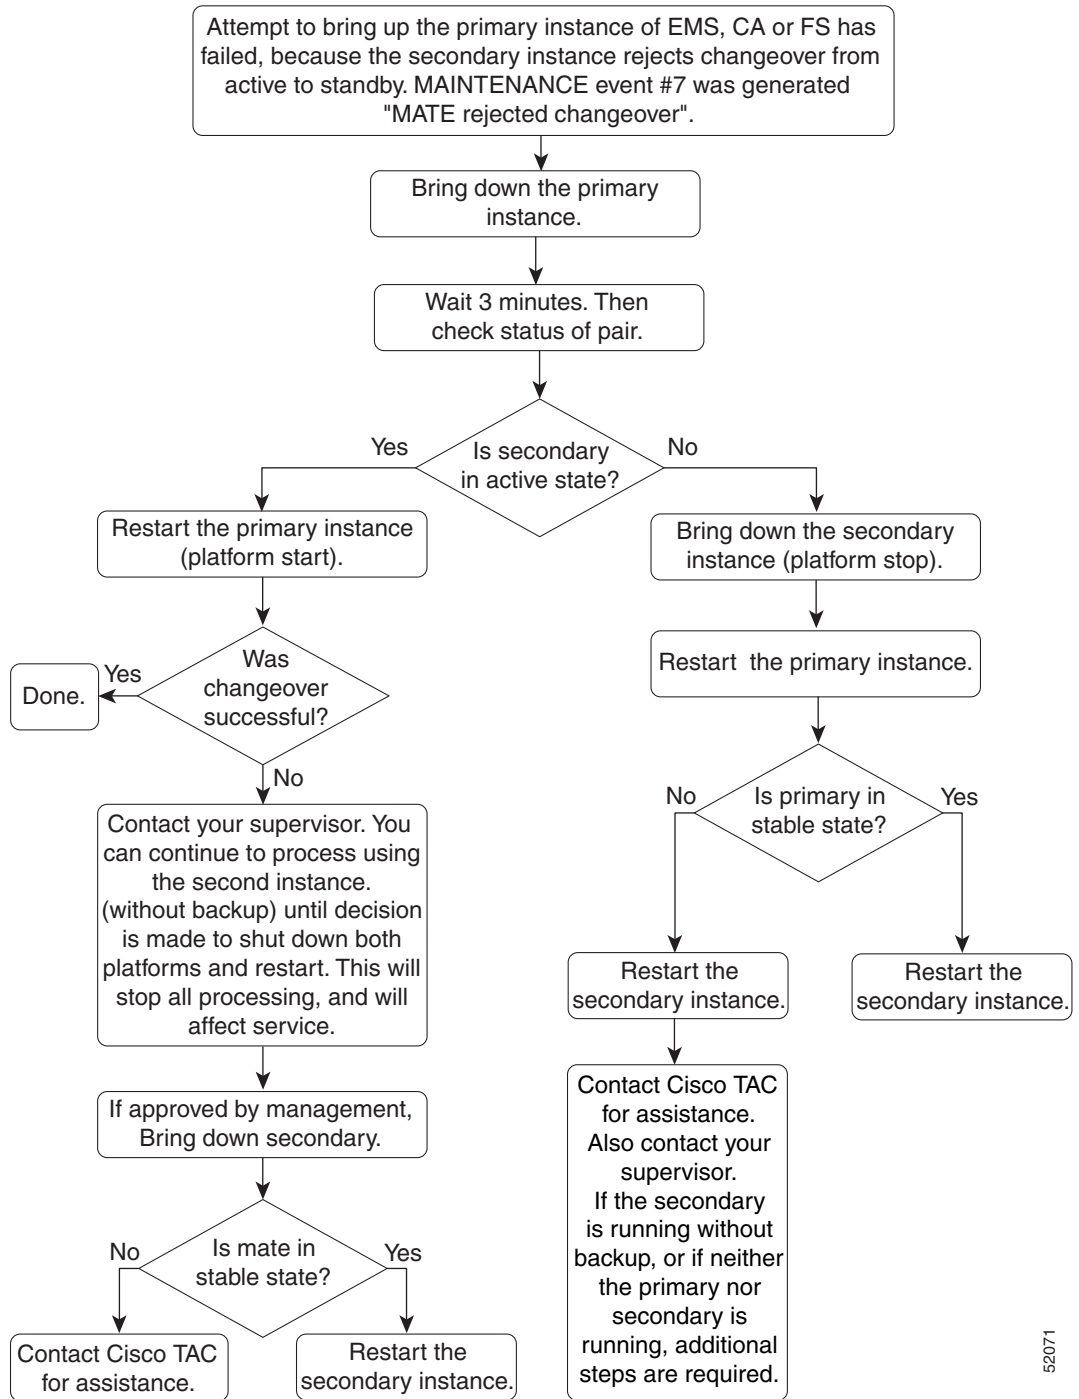 Attempt to bring up the primary instance of EMS, CA or FS has
failed, because the secondary instance rejects changeover from
active to standby. MAINTENANCE event #7 was generated
"MATE rejected changeover".
Bring down the primary
instance.
Wait 3 minutes. Then
check status of pair.
Yes
Is secondary
in active state?
No
Restart the primary instance
(platform start).
Bring down the secondary
instance (platform stop).
Was
changeover
successful?
Yes
Done.
No
Restart the primary instance.
Contact your supervisor. You
can continue to process using
the second instance.
(without backup) until decision
is made to shut down both
platforms and restart. This will
stop all processing, and will
affect service.
No
Is primary in
stable state?
Yes
If approved by management,
Bring down secondary.
Restart the
secondary instance.
Restart the
secondary instance.
No
Is mate in
stable state?
Yes
Contact Cisco TAC
for assistance.
Restart the
secondary instance.
Contact Cisco TAC
for assistance.
Also contact your
supervisor.
If the secondary
is running without
backup, or if neither
the primary nor
secondary is
running, additional
steps are required.
52071